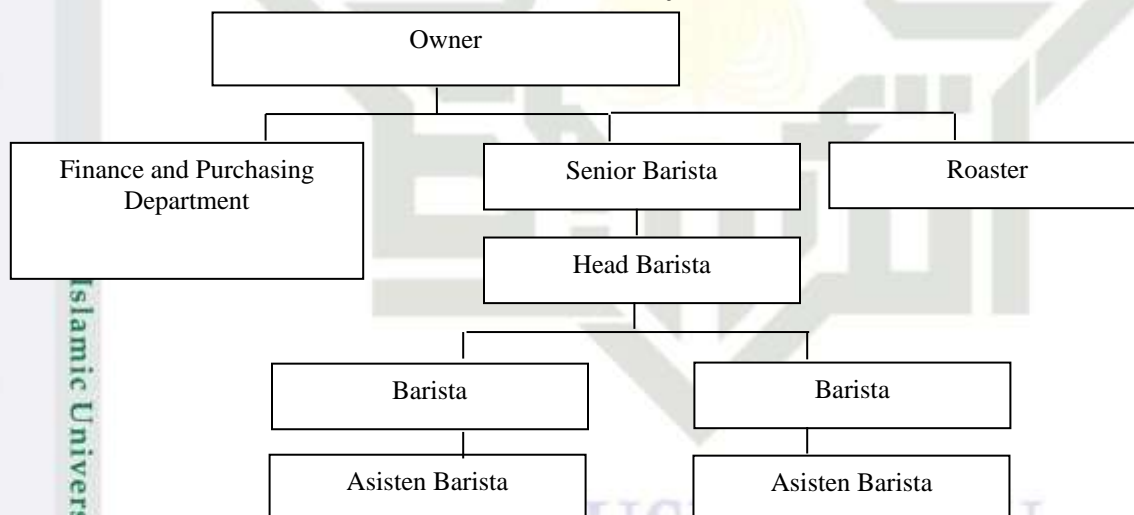 Owner
Finance and Purchasing
Department
Senior Barista
Roaster
Head Barista
Barista
Barista
Asisten Barista
Asisten Barista
Islamic Univers